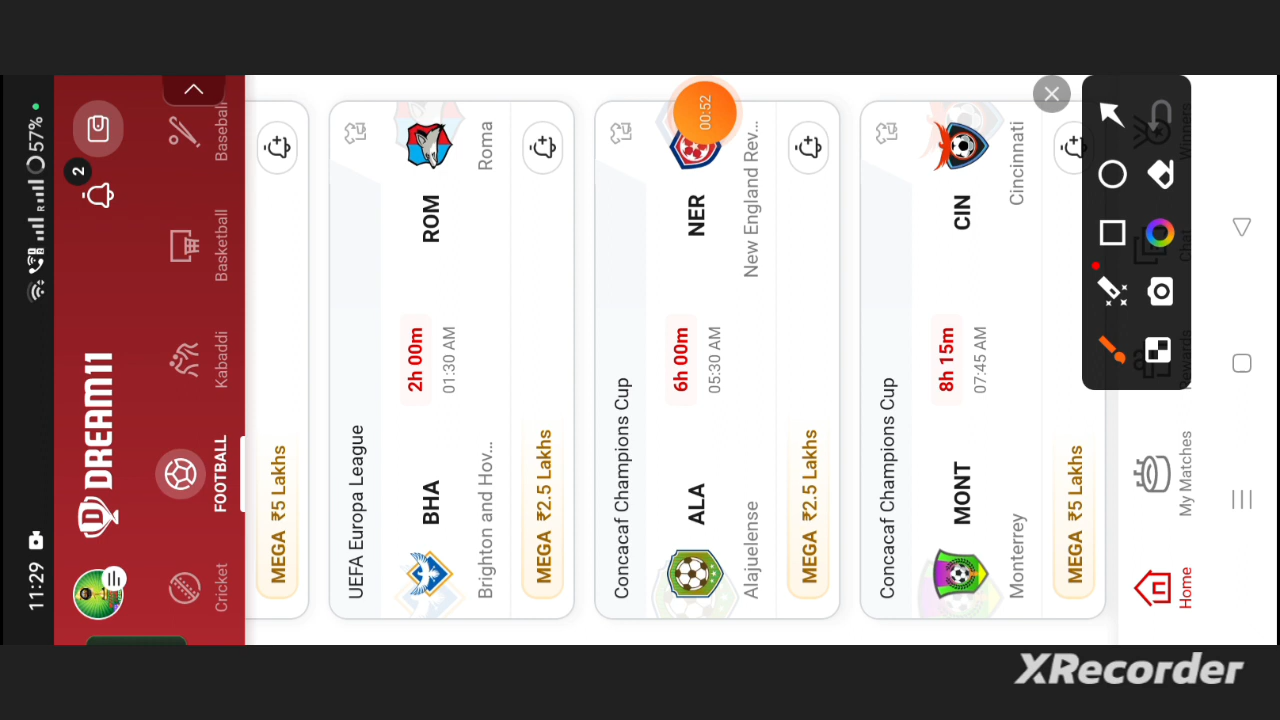 11:29
57%
DREAM11
2
Cricket
FOOTBALL
Kabaddi
Basketball
MEGA ₹5 Lakhs
UEFA Europa League
BHA
2h 00m
ROM
01:30 AM
Brighton and Hov...
Roma
MEGA ₹2.5 Lakhs
Concacaf Champions Cup
00:52
ALA
6h 00m
NER
05:30 AM
Alajuelense
New England Rev...
MEGA ₹2.5 Lakhs
Concacaf Champions Cup
MONT
8h 15m
CIN
07:45 AM
Monterrey
Cincinnati
MEGA ₹5 Lakhs
Home
My Matches
Rewards
Chat
Winners
XRecorder